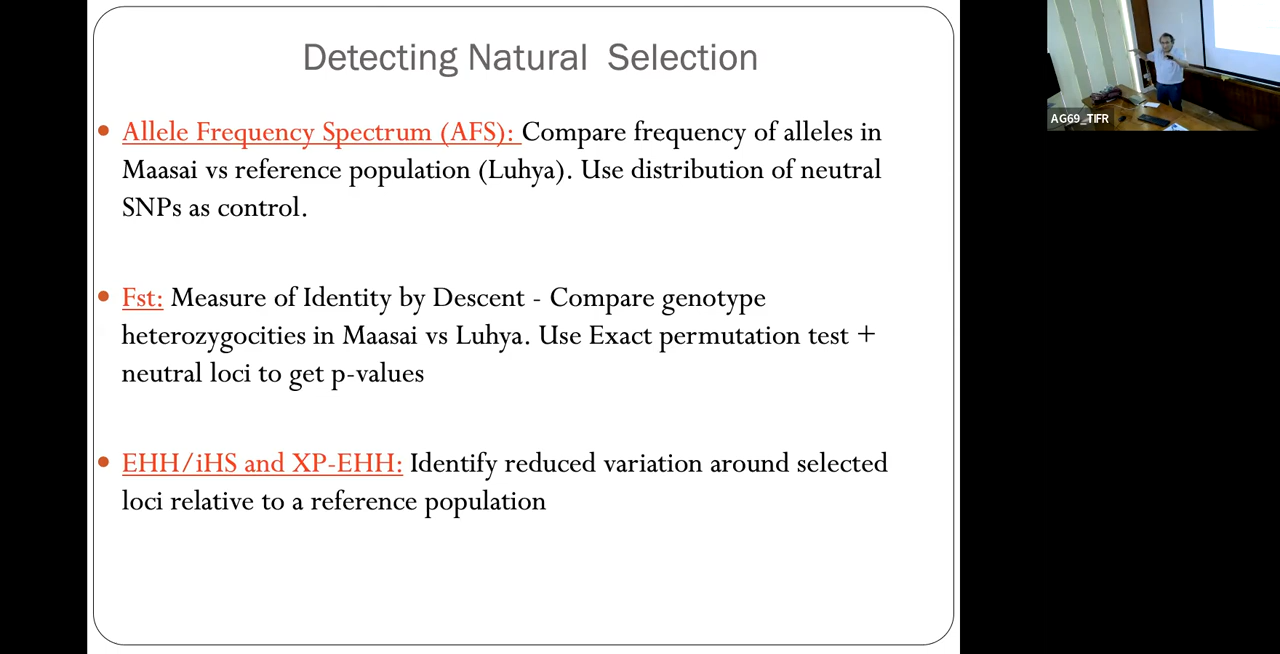 Detecting Natural Selection
• Allele Frequency Spectrum (AFS): Compare frequency of alleles in
Maasai vs reference population (Luhya). Use distribution of neutral
SNPs as control.
• Fst: Measure of Identity by Descent - Compare genotype
heterozygocities in Maasai vs Luhya. Use Exact permutation test +
neutral loci to get p-values
• EHH/iHS and XP-EHH: Identify reduced variation around selected
loci relative to a reference population
AG69_TIFR